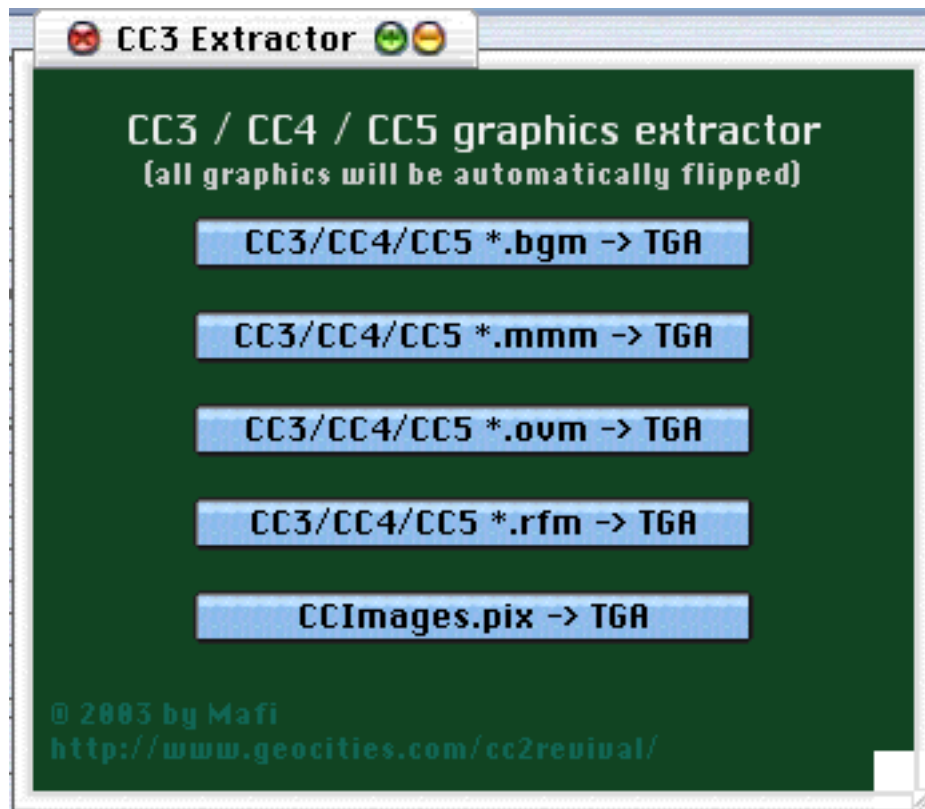 CC3 Extractor
CC3 / CC4 / CC5 graphics extractor
(all graphics will be automatically flipped)
CC3/CC4/CC5 *.bgm -> TGA
CC3/CC4/CC5 *.mmm -> TGA
CC3/CC4/CC5 *.ovm -> TGA
CC3/CC4/CC5 *.rfm -> TGA
CCImages.pix -> TGA
© 2003 by Mafi
http://www.geocities.com/cc2revival/